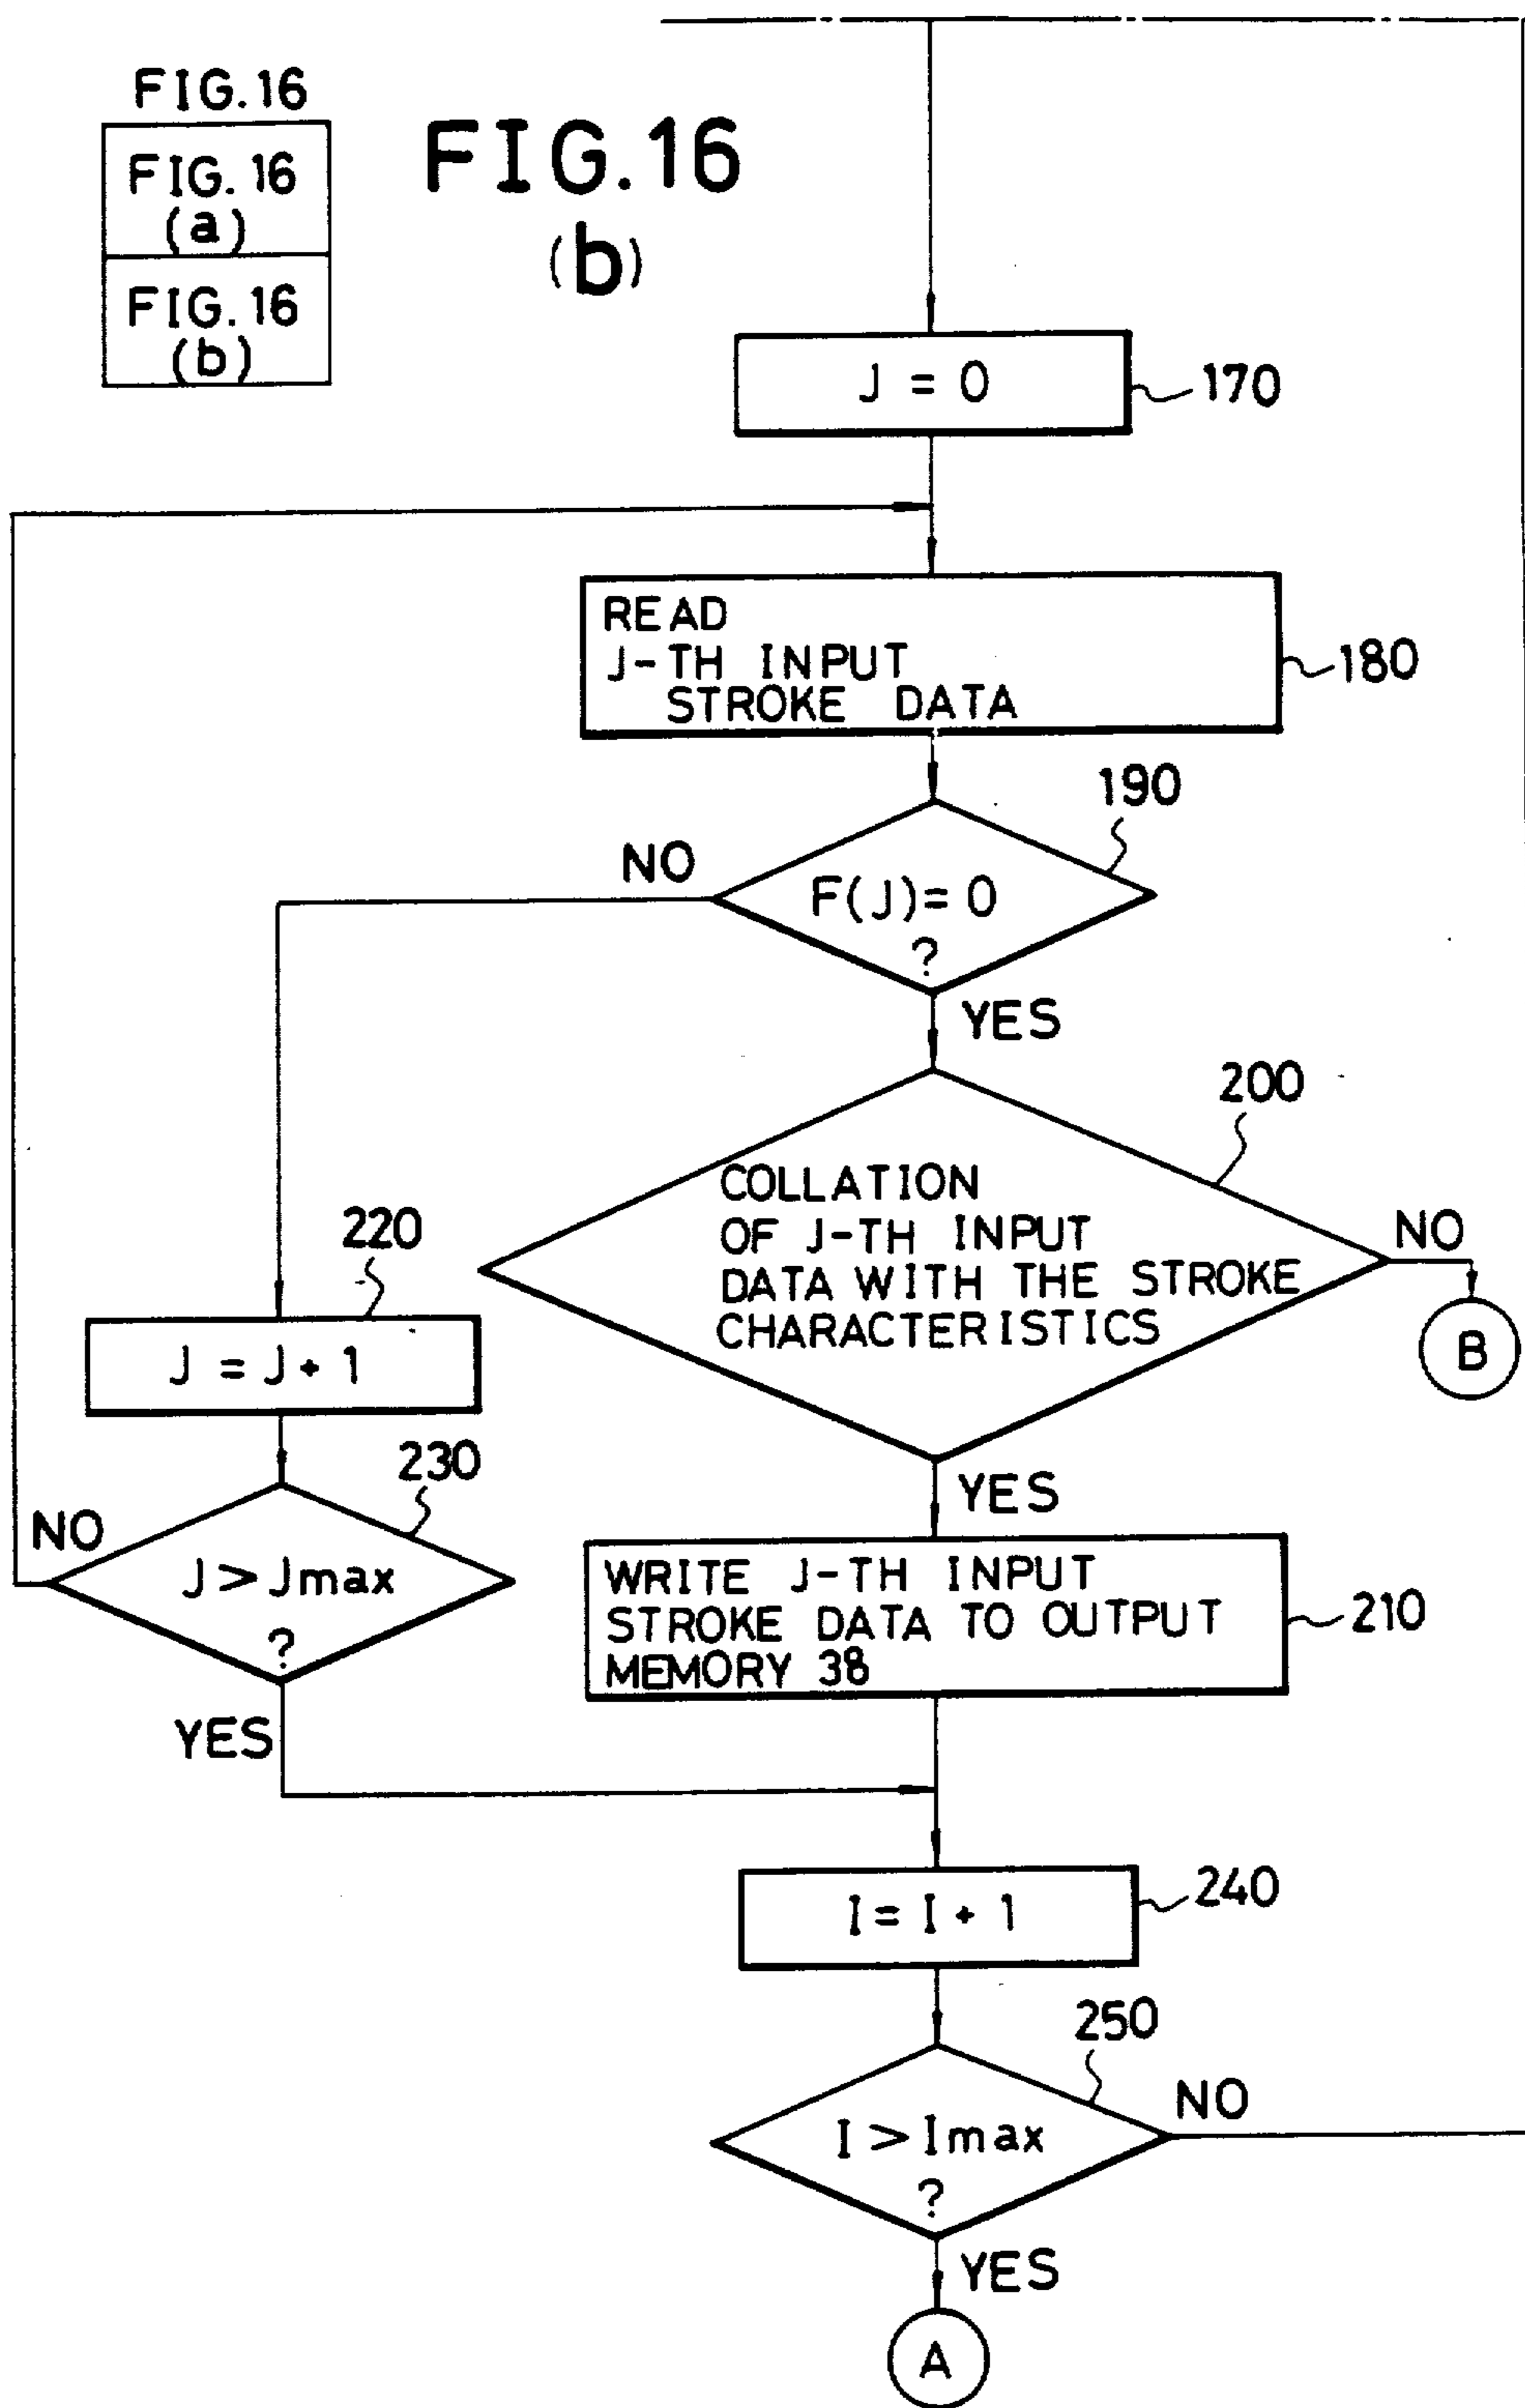 FIG.16
FIG.16
(a)
FIG.16
(b)
FIG.16
(b)
J = 0
170
READ
J-TH INPUT
STROKE DATA
180
190
NO
F(J)= 0
?
YES
200
COLLATION
OF J-TH INPUT
DATA WITH THE STROKE
CHARACTERISTICS
NO
B
220
J = J + 1
230
NO
J > Jmax
?
YES
YES
WRITE J-TH INPUT
STROKE DATA TO OUTPUT
MEMORY 38
210
240
I = I + 1
250
NO
I > Imax
?
YES
A